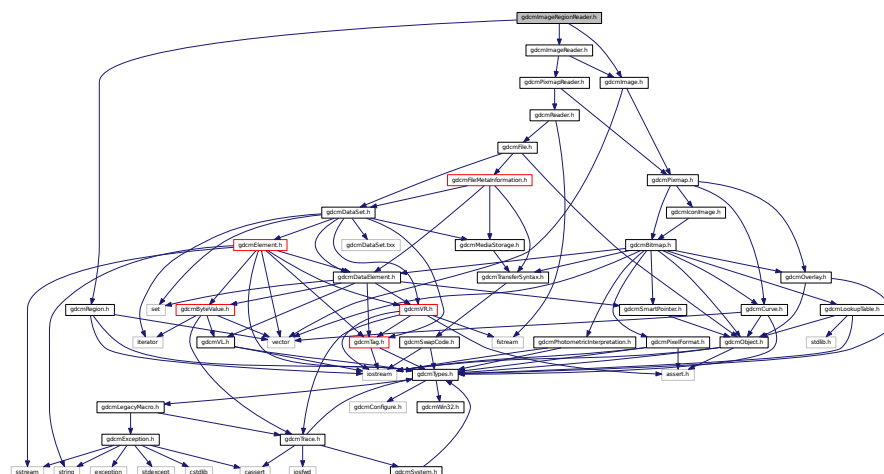 gdcmImageRegionReader.h
gdcmImageReader.h
gdcmPixmapReader.h
gdcmImage.h
gdcmReader.h
gdcmFile.h
gdcmFileMetaInformation.h
gdcmPixmap.h
gdcmDataSet.h
gdcmIconImage.h
gdcmElement.h
gdcmDataSet.txx
gdcmMediaStorage.h
gdcmBitmap.h
gdcmDataElement.h
gdcmTransferSyntax.h
gdcmOverlay.h
gdcmRegion.h
set
gdcmByteValue.h
gdcmVR.h
gdcmSmartPointer.h
gdcmCurve.h
gdcmLookupTable.h
iterator
gdcmVL.h
vector
gdcmTag.h
gdcmSwapCode.h
fstream
gdcmPhotometricInterpretation.h
gdcmPixelFormat.h
gdcmObject.h
stdlib.h
iostream
gdcmTypes.h
assert.h
gdcmLegacyMacro.h
gdcmConfigure.h
gdcmWin32.h
gdcmException.h
gdcmTrace.h
sstream
string
exception
stdexcept
cstdlib
cassert
iosfwd
gdcmSystem.h